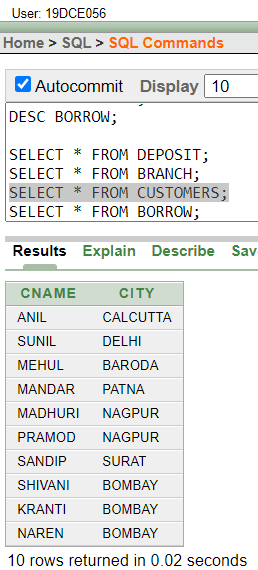 User: 19DCE056
Home > SQL > SQL Commands
Autocommit Display 10
DESC BORROW;
SELECT * FROM DEPOSIT;
SELECT * FROM BRANCH;
SELECT * FROM CUSTOMERS;
SELECT * FROM BORROW;
Results Explain Describe Sav
CNAME CITY
ANIL CALCUTTA
SUNIL DELHI
MEHUL BARODA
MANDAR PATNA
MADHURI NAGPUR
PRAMOD NAGPUR
SANDIP SURAT
SHIVANI BOMBAY
KRANTI BOMBAY
NAREN BOMBAY
10 rows returned in 0.02 seconds